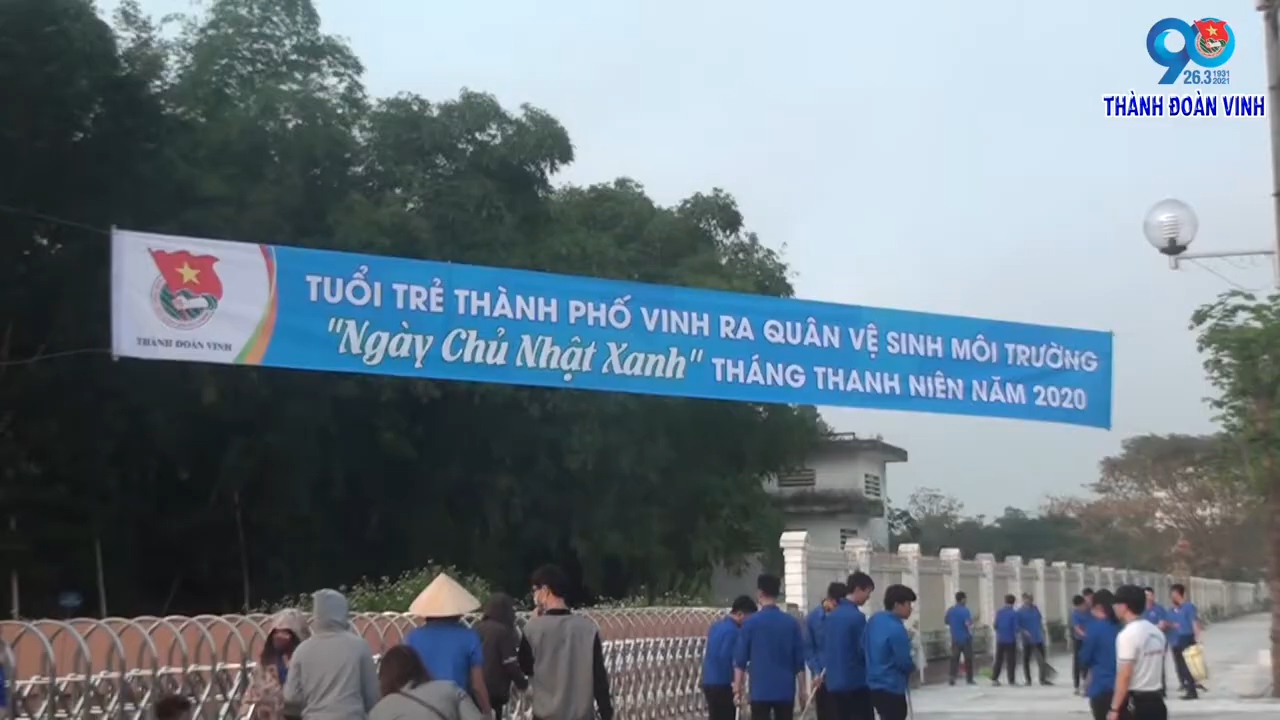 90
26.3 1931
2021
THÀNH ĐOÀN VINH
TUỔI TRẺ THÀNH PHỐ VINH RA QUÂN VỆ SINH MÔI TRƯỜNG
"Ngày Chủ Nhật Xanh" THÁNG THANH NIÊN NĂM 2020
THÀNH ĐOÀN VINH